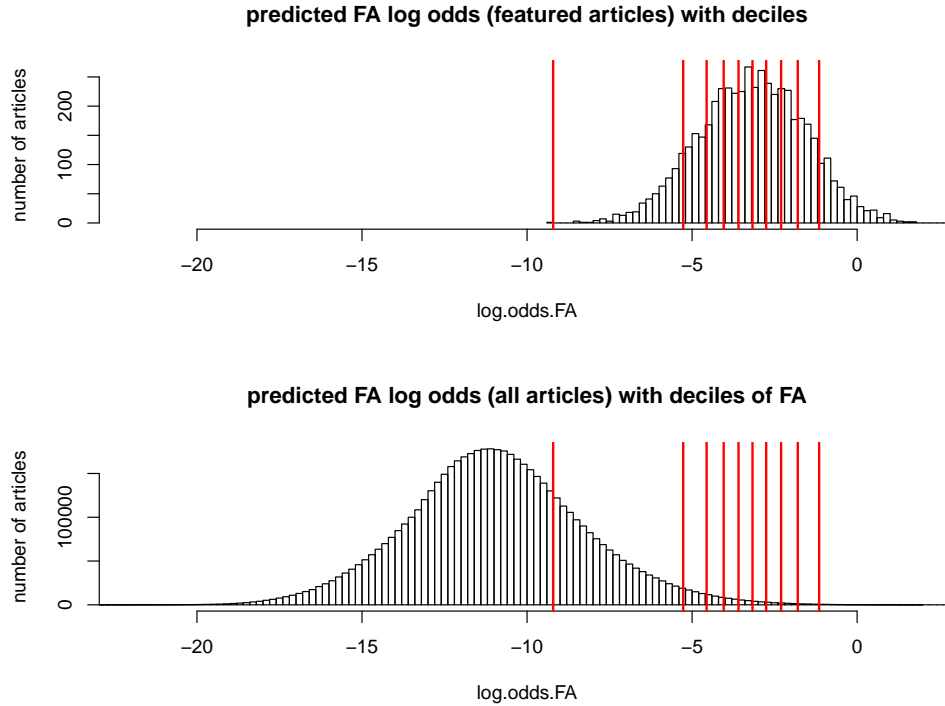 predicted FA log odds (featured articles) with deciles
number of articles
0 100 200
−20 −15 −10 −5 0
log.odds.FA
predicted FA log odds (all articles) with deciles of FA
number of articles
0 100000
−20 −15 −10 −5 0
log.odds.FA